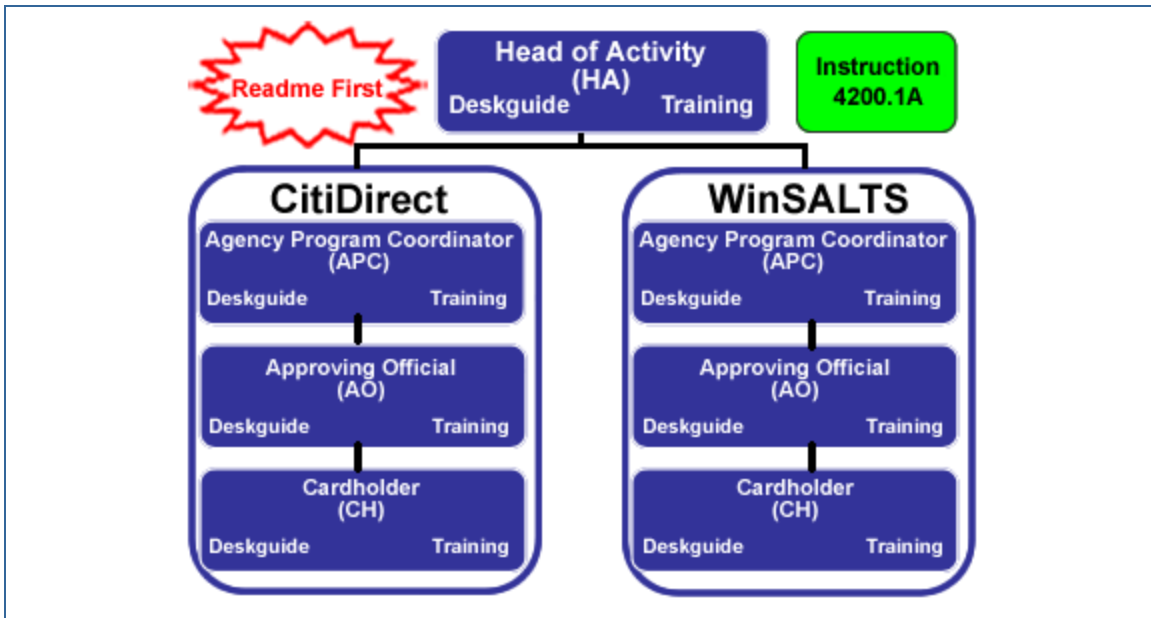 Readme First
Head of Activity
(HA)
Deskguide Training
Instruction
4200.1A
CitiDirect
Agency Program Coordinator
(APC)
Deskguide Training
Approving Official
(AO)
Deskguide Training
Cardholder
(CH)
Deskguide Training
WinSALTS
Agency Program Coordinator
(APC)
Deskguide Training
Approving Official
(AO)
Deskguide Training
Cardholder
(CH)
Deskguide Training